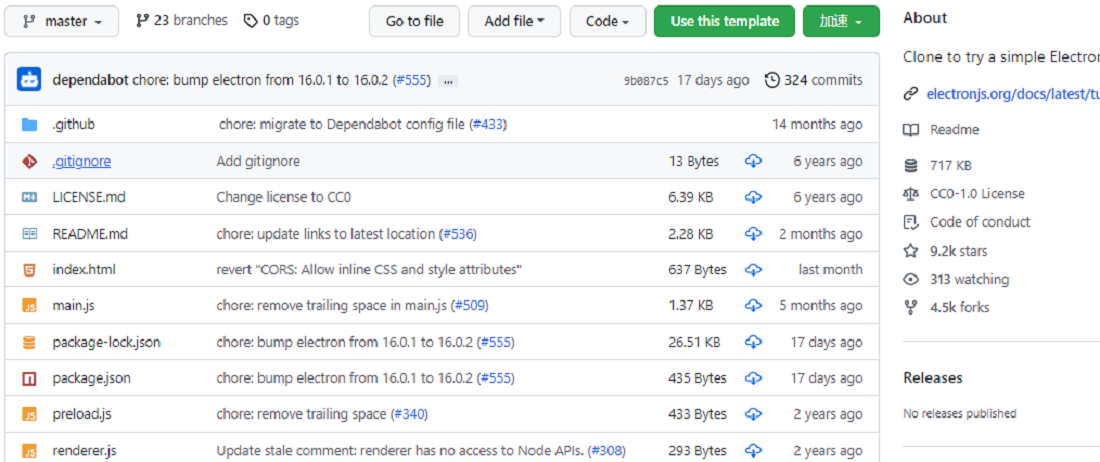 master 23 branches 0 tags Go to file Add file Code Use this template 加速
dependabot chore: bump electron from 16.0.1 to 16.0.2 (#555) ... 9b087c5 17 days ago 324 commits
.github chore: migrate to Dependabot config file (#433) 14 months ago
.gitignore Add gitignore 13 Bytes 6 years ago
LICENSE.md Change license to CC0 6.39 KB 6 years ago
README.md chore: update links to latest location (#536) 2.28 KB 2 months ago
index.html revert "CORS: Allow inline CSS and style attributes" 637 Bytes last month
main.js chore: remove trailing space in main.js (#509) 1.37 KB 5 months ago
package-lock.json chore: bump electron from 16.0.1 to 16.0.2 (#555) 26.51 KB 17 days ago
package.json chore: bump electron from 16.0.1 to 16.0.2 (#555) 435 Bytes 17 days ago
preload.js chore: remove trailing space (#340) 433 Bytes 2 years ago
renderer.js Update stale comment: renderer has no access to Node APIs. (#308) 293 Bytes 2 years ago
About
Clone to try a simple Electron
electronjs.org/docs/latest/tu
Readme
717 KB
CC0-1.0 License
Code of conduct
9.2k stars
313 watching
4.5k forks
Releases
No releases published